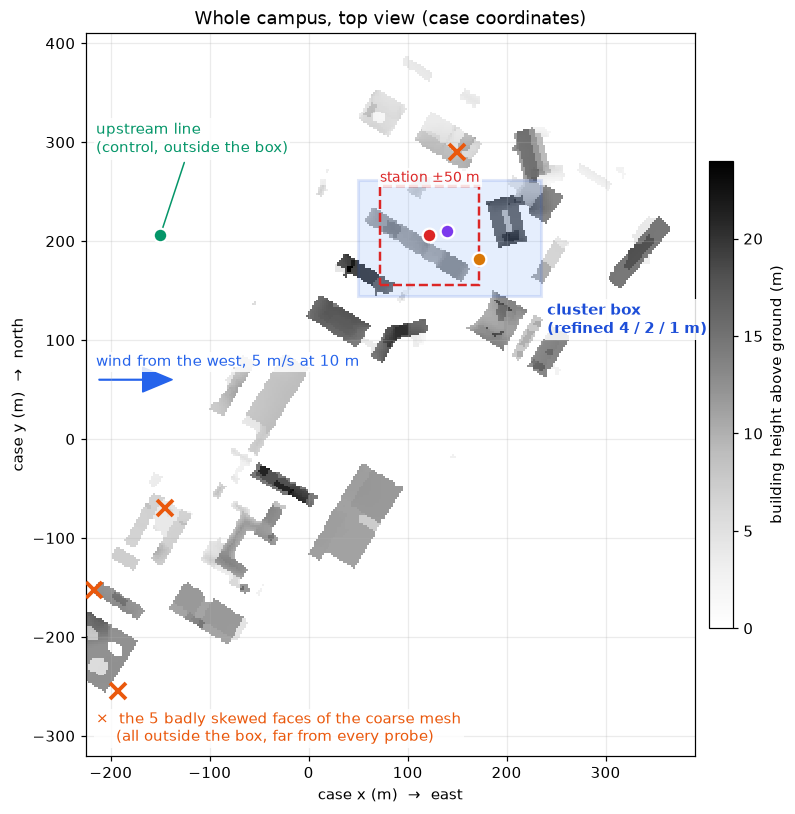 Whole campus, top view (case coordinates)
400
300
200
100
0
−100
−200
−300
case y (m) → north
upstream line
(control, outside the box)
station ±50 m
cluster box
(refined 4 / 2 / 1 m)
wind from the west, 5 m/s at 10 m
× the 5 badly skewed faces of the coarse mesh
(all outside the box, far from every probe)
−200
−100
0
100
200
300
case x (m) → east
20
15
10
5
0
building height above ground (m)